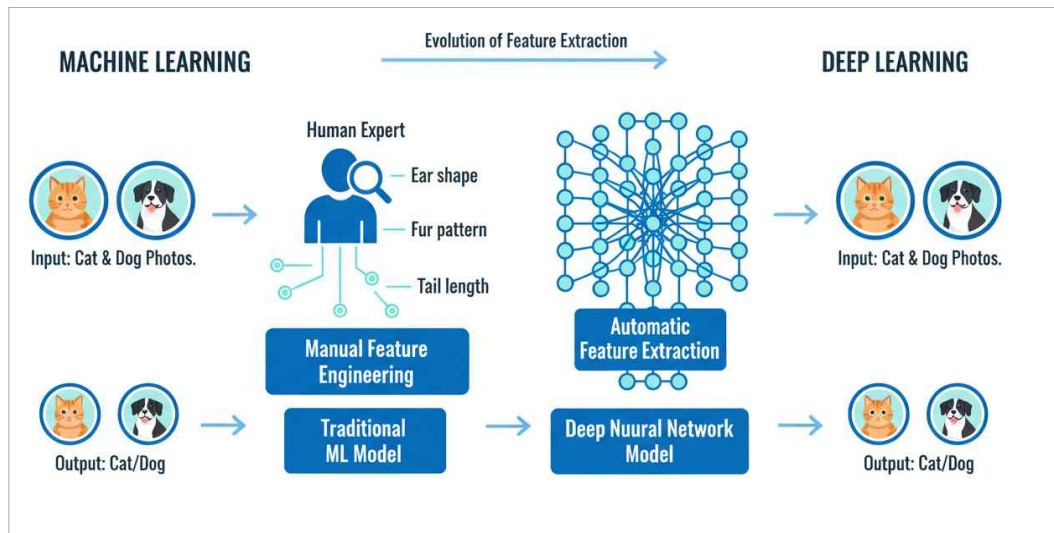 Evolution of Feature Extraction
MACHINE LEARNING
DEEP LEARNING
Human Expert
Ear shape
Fur pattern
Tail length
Input: Cat & Dog Photos.
Input: Cat & Dog Photos.
Manual Feature
Engineering
Automatic
Feature Extraction
Traditional
ML Model
Deep Nuural Network
Model
Output: Cat/Dog
Output: Cat/Dog